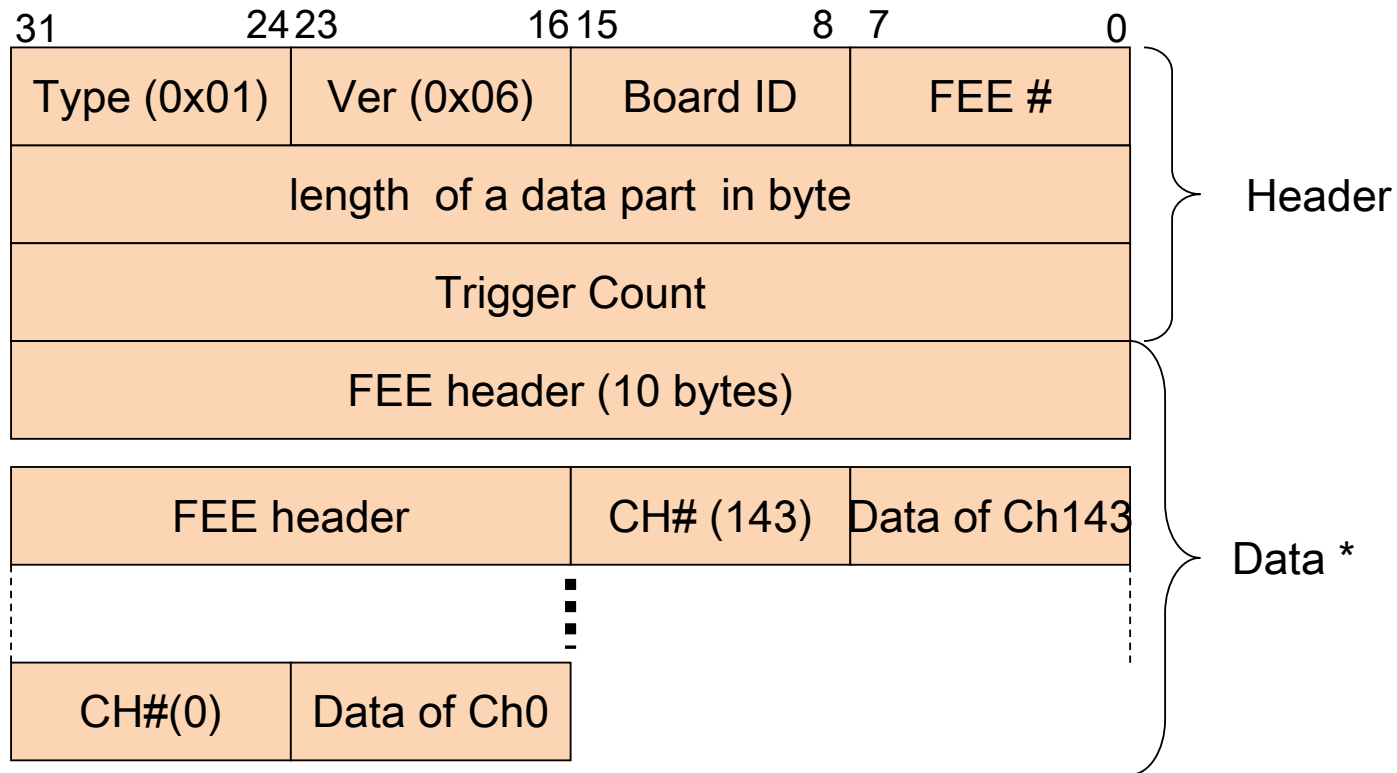 31 24 23 16 15 8 7 0
Type (0x01) Ver (0x06) Board ID FEE #
length of a data part in byte
Header
Trigger Count
FEE header (10 bytes)
FEE header CH# (143) Data of Ch143
Data *
CH#(0) Data of Ch0